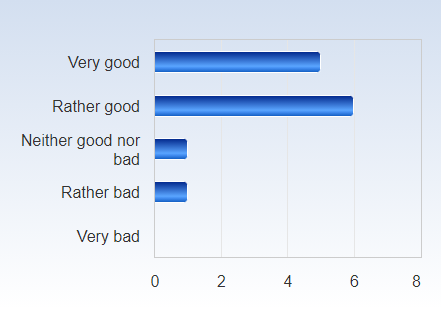 Very good
Rather good
Neither good nor
bad
Rather bad
Very bad
0 2 4 6 8